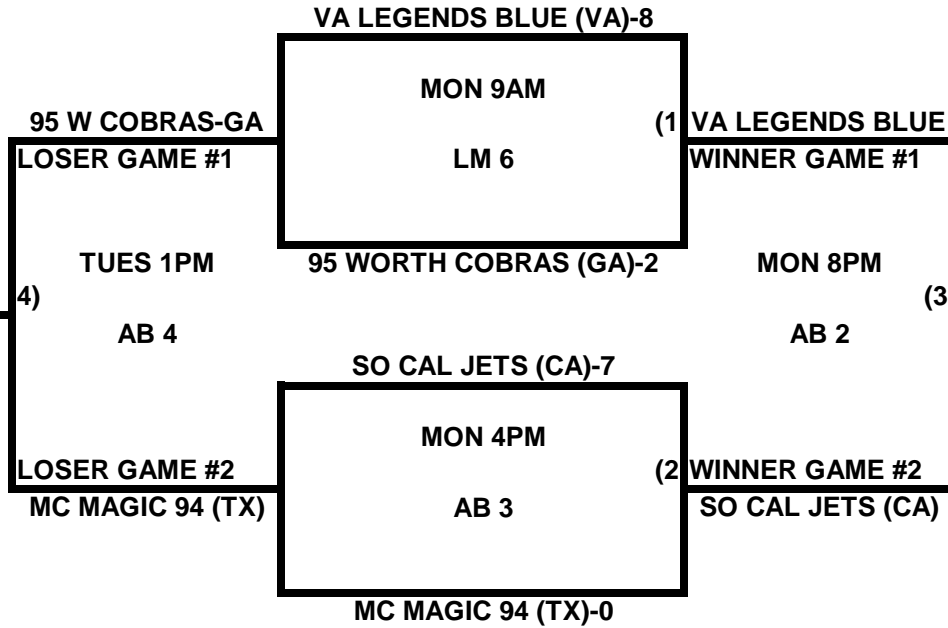 VA LEGENDS BLUE (VA)-8
MON 9AM
95 W COBRAS-GA
(1
VA LEGENDS BLUE
LOSER GAME #1
LM 6
WINNER GAME #1
TUES 1PM
95 WORTH COBRAS (GA)-2
MON 8PM
4)
(3
AB 4
AB 2
SO CAL JETS (CA)-7
MON 4PM
LOSER GAME #2
(2
WINNER GAME #2
MC MAGIC 94 (TX)
AB 3
SO CAL JETS (CA)
MC MAGIC 94 (TX)-0